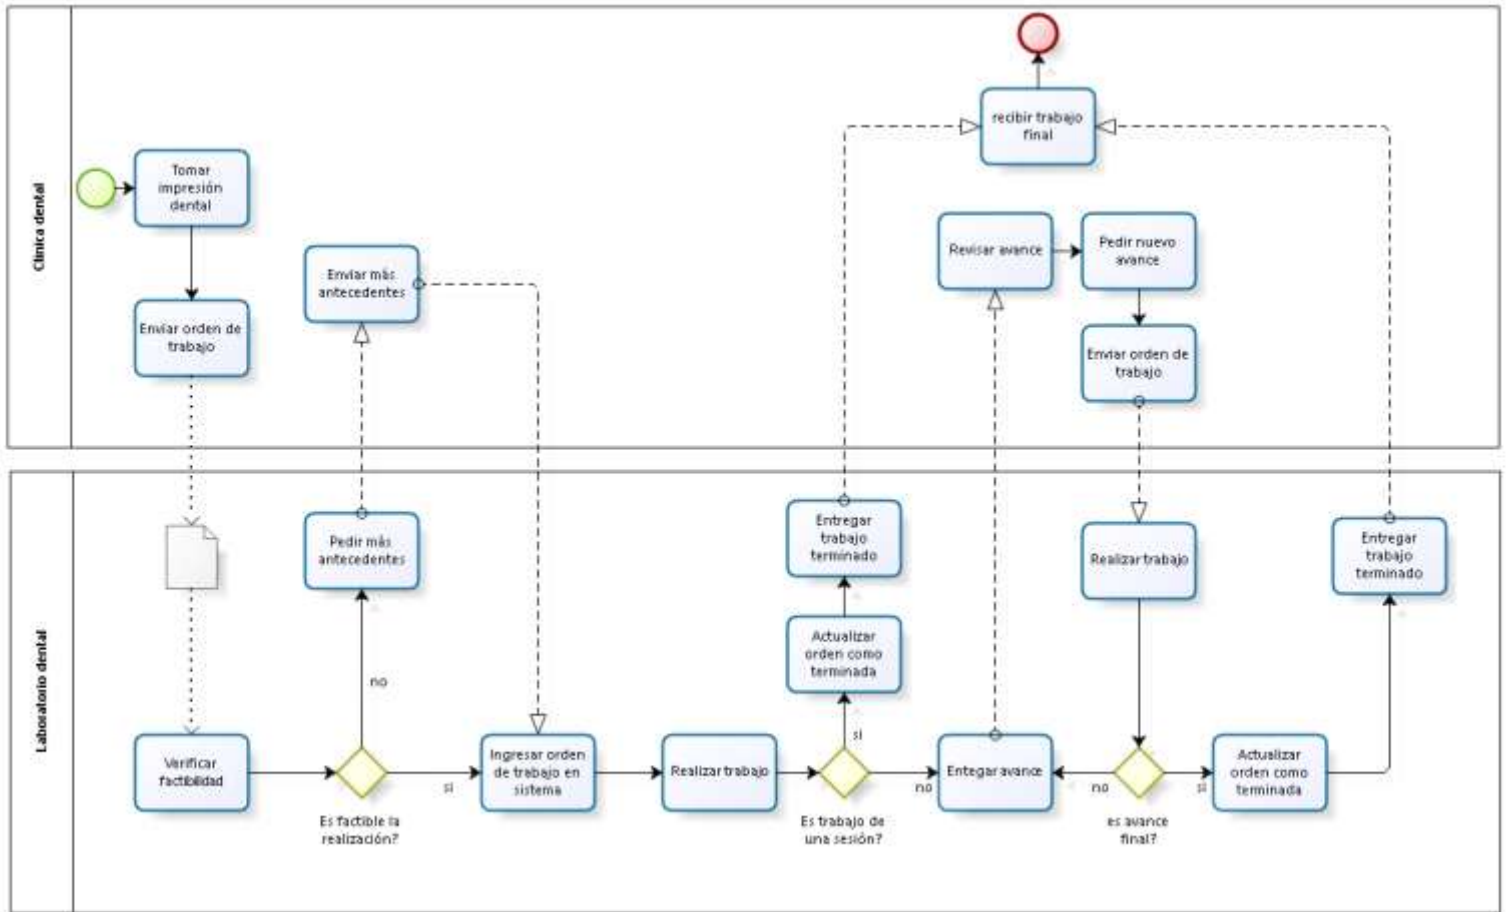 Clinica dental
Tomar
impresión
dental
Enviar orden de
trabajo
Enviar más
antecedentes
recibir trabajo
final
Revisar avance
Pedir nuevo
avance
Enviar orden de
trabajo
Laboratorio dental
Verificar
factibilidad
Es factible la
realización?
no
si
Pedir más
antecedentes
Ingresar orden
de trabajo en
sistema
Realizar trabajo
Es trabajo de
una sesión?
si
no
Actualizar
orden como
terminada
Entregar
trabajo
terminado
Entegar avance
Realizar trabajo
es avance
final?
no
si
Actualizar
orden como
terminada
Entregar
trabajo
terminado